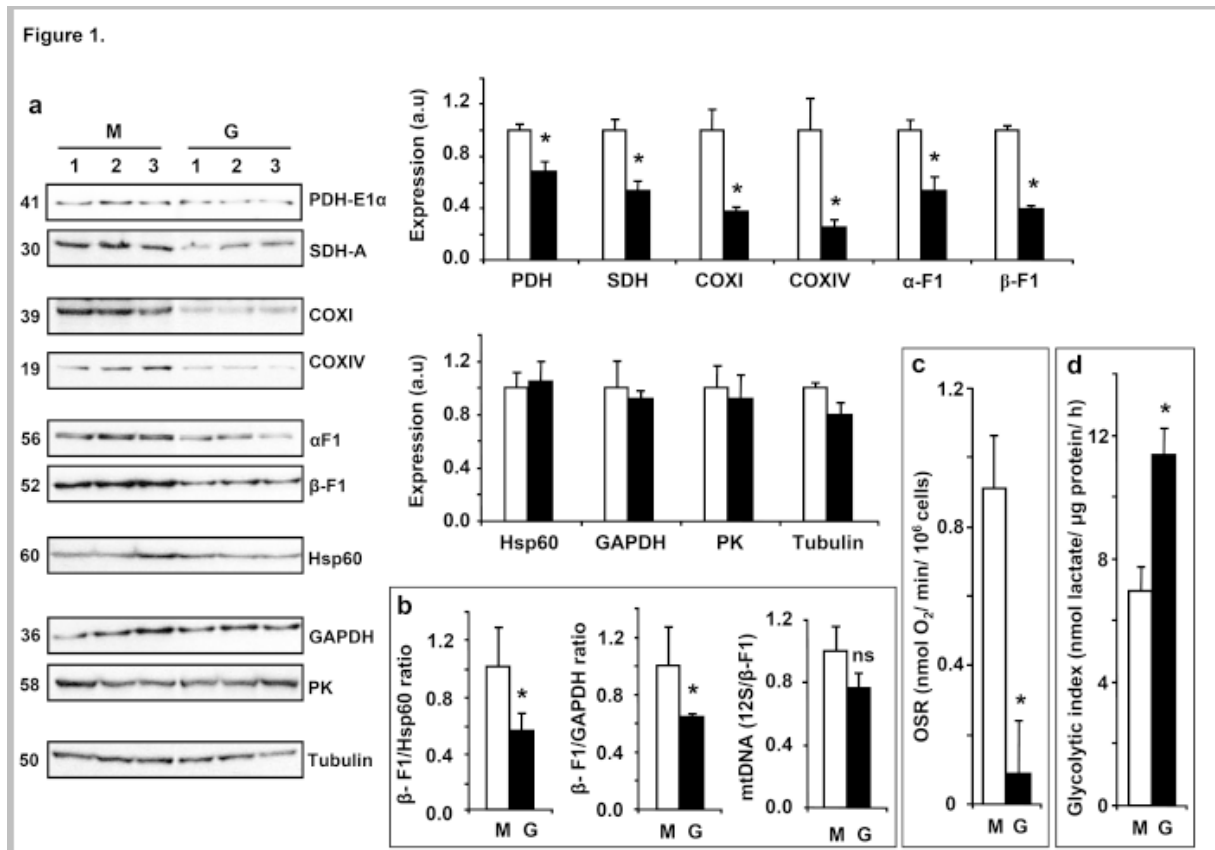 Figure 1.
a
M G
1 2 3 1 2 3
41 PDH-E1α
30 SDH-A
39 COXI
19 COXIV
56 αF1
52 β-F1
60 Hsp60
36 GAPDH
58 PK
50 Tubulin
Expression (a.u)
1.2
0.8
0.4
0.0
* * * * * *
PDH SDH COXI COXIV α-F1 β-F1
Expression (a.u)
1.2
0.8
0.4
0.0
Hsp60 GAPDH PK Tubulin
b
β- F1/Hsp60 ratio
1.2
0.8
0.4
0.0
*
M G
β- F1/GAPDH ratio
1.2
0.8
0.4
0.0
*
M G
mtDNA (12S/β-F1)
1.2
0.8
0.4
0.0
ns
M G
c
OSR (nmol O₂/ min/ 10⁶ cells)
1.2
0.8
0.4
0
*
M G
d
Glycolytic index (nmol lactate/ µg protein/ h)
12
8
4
0
*
M G